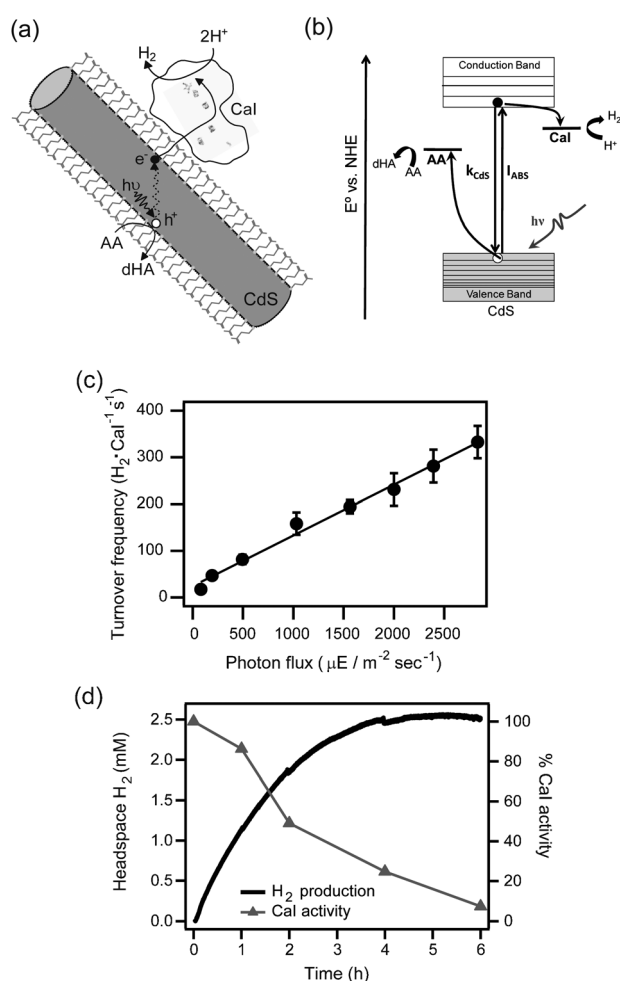 (a)
H₂
2H⁺
CaI
e⁻
hυ
h⁺
AA
dHA
CdS
(b)
E⁰ vs. NHE
Conduction Band
H₂
CaI
H⁺
dHA
AA
AA
k_CdS
I_ABS
hν
Valence Band
CdS
(c)
Turnover frequency (H₂·CaI⁻¹ s⁻¹)
400
300
200
100
0
0
500
1000
1500
2000
2500
Photon flux ( μE / m⁻² sec⁻¹)
(d)
Headspace H₂ (mM)
2.5
2.0
1.5
1.0
0.5
0.0
100
80
60
40
20
0
% CaI activity
H₂ production
CaI activity
0
1
2
3
4
5
6
Time (h)